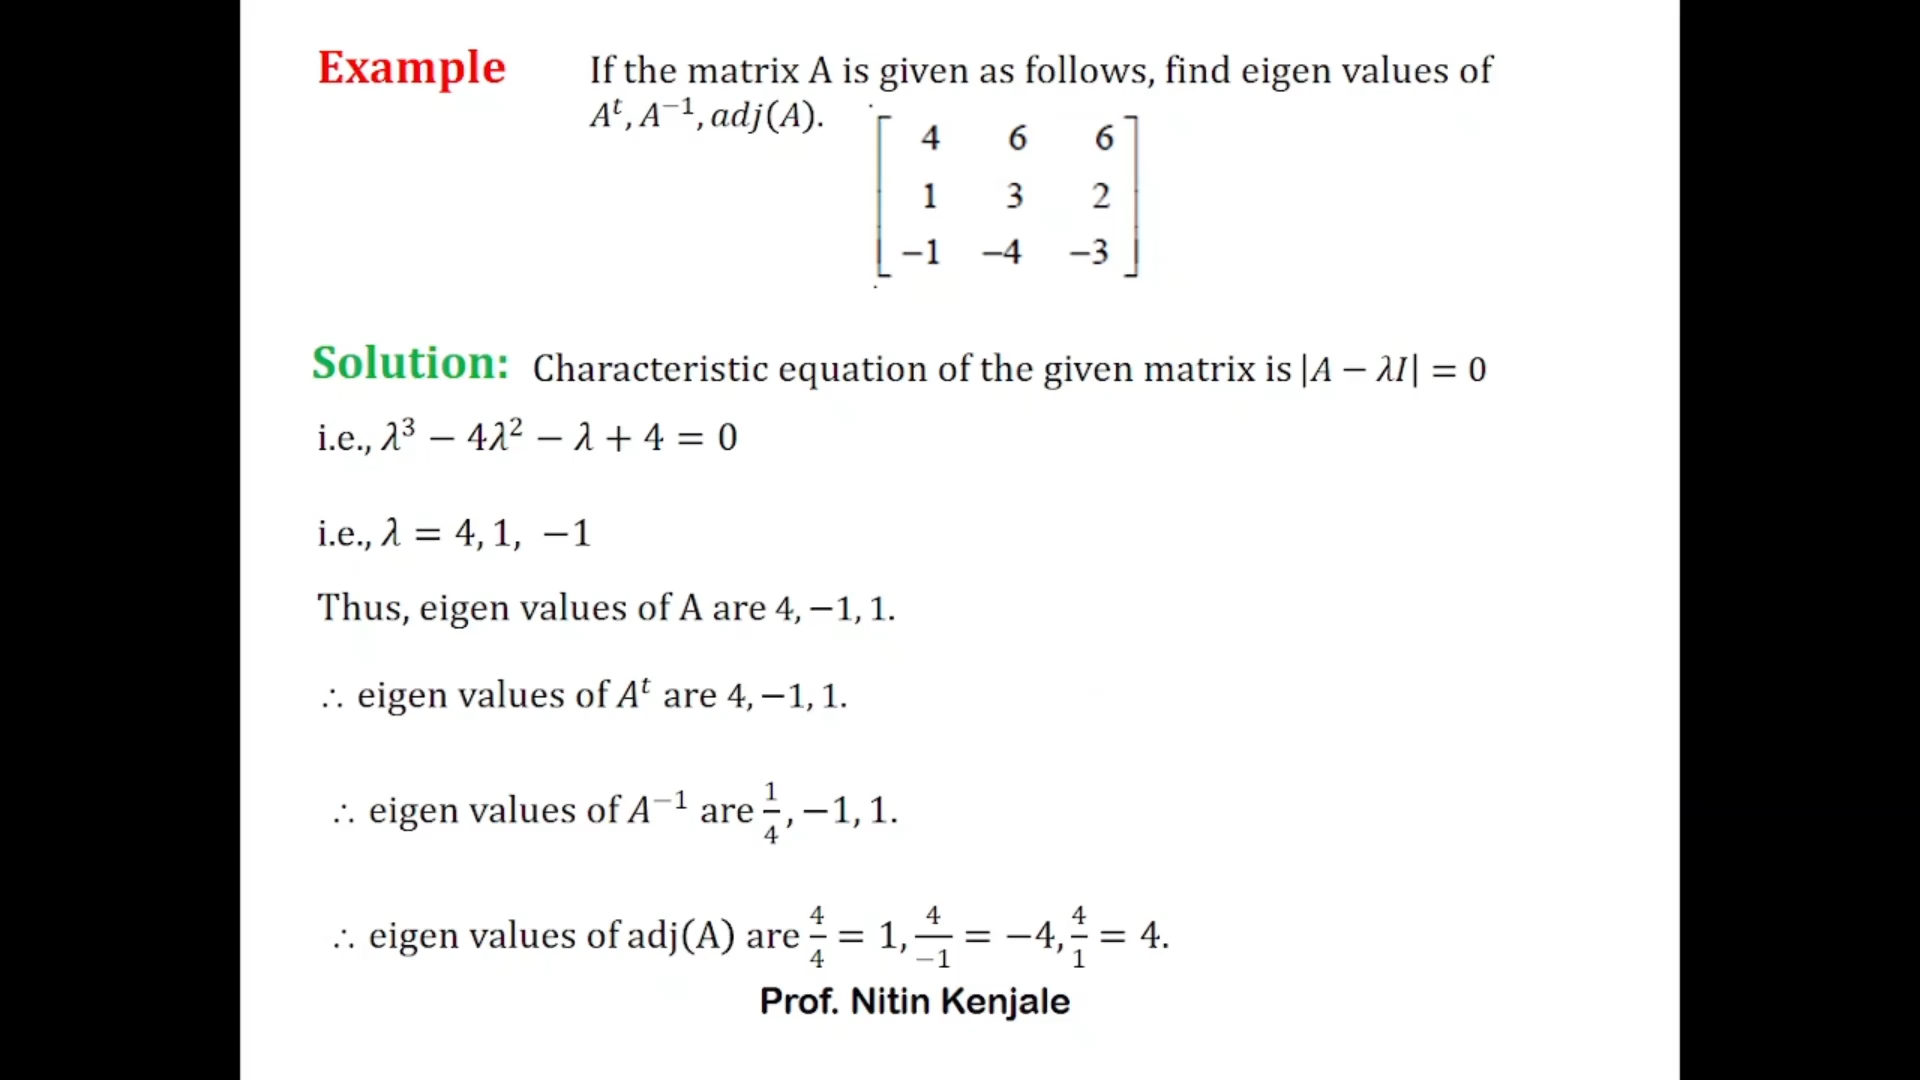 Example If the matrix A is given as follows, find eigen values of
Aᵗ, A⁻¹, adj(A).
4 6 6
1 3 2
−1 −4 −3
Solution: Characteristic equation of the given matrix is |A − λI| = 0
i.e., λ³ − 4λ² − λ + 4 = 0
i.e., λ = 4, 1, −1
Thus, eigen values of A are 4, −1, 1.
∴ eigen values of Aᵗ are 4, −1, 1.
∴ eigen values of A⁻¹ are 1/4, −1, 1.
∴ eigen values of adj(A) are 4/4 = 1, 4/−1 = −4, 4/1 = 4.
Prof. Nitin Kenjale